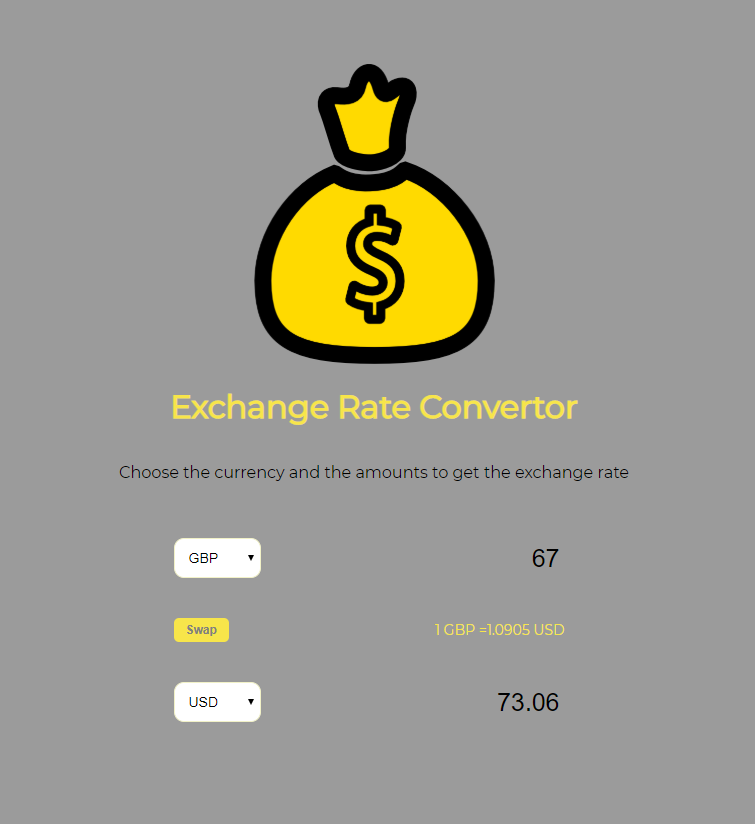 $
Exchange Rate Convertor
Choose the currency and the amounts to get the exchange rate
GBP 67
Swap 1 GBP =1.0905 USD
USD 73.06